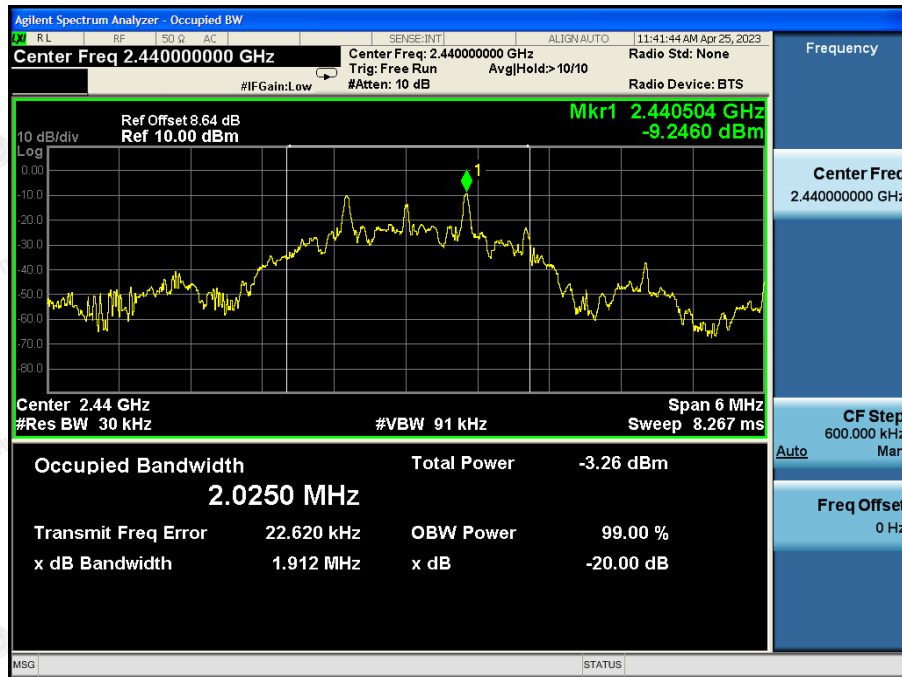 Agilent Spectrum Analyzer - Occupied BW
LXI RL RF 50 Ω AC SENSE:INT ALIGN AUTO 11:41:44 AM Apr 25, 2023
Center Freq 2.440000000 GHz
Center Freq: 2.440000000 GHz
Radio Std: None
Trig: Free Run Avg|Hold:>10/10
#IFGain:Low #Atten: 10 dB Radio Device: BTS
Mkr1 2.440504 GHz
-9.2460 dBm
Ref Offset 8.64 dB
10 dB/div Ref 10.00 dBm
Log
0.00
-10.0
-20.0
-30.0
-40.0
-50.0
-60.0
-70.0
-80.0
1
Center 2.44 GHz Span 6 MHz
#Res BW 30 kHz #VBW 91 kHz Sweep 8.267 ms
Occupied Bandwidth Total Power -3.26 dBm
2.0250 MHz
Transmit Freq Error 22.620 kHz OBW Power 99.00 %
x dB Bandwidth 1.912 MHz x dB -20.00 dB
MSG STATUS
Frequency
Center Freq
2.440000000 GHz
CF Step
600.000 kHz
Auto Man
Freq Offset
0 Hz